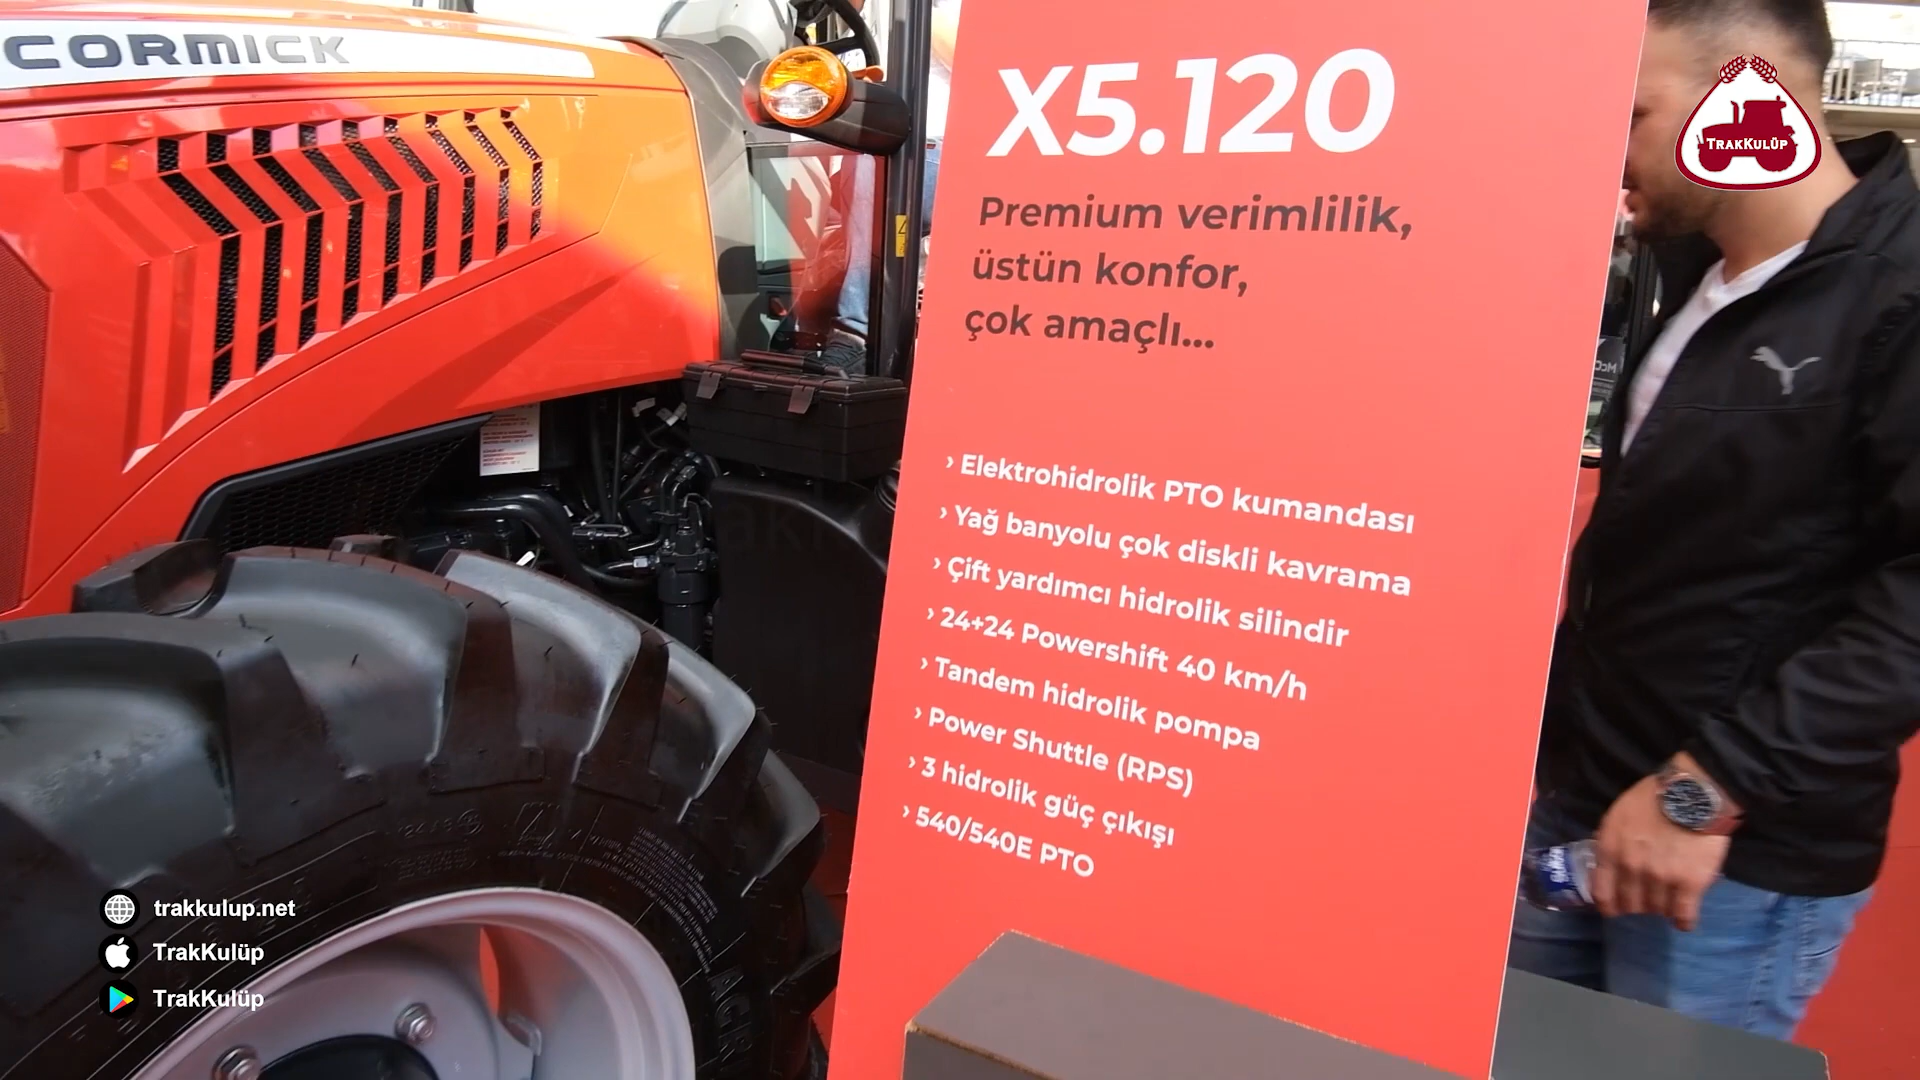 CORMICK
X5.120
Premium verimlilik,
üstün konfor,
çok amaçlı...
› Elektrohidrolik PTO kumandası
› Yağ banyolu çok diskli kavrama
› Çift yardımcı hidrolik silindir
› 24+24 Powershift 40 km/h
› Tandem hidrolik pompa
› Power Shuttle (RPS)
› 3 hidrolik güç çıkışı
› 540/540E PTO
TRAKKULÜP
trakkulup.net
TrakKulüp
TrakKulüp